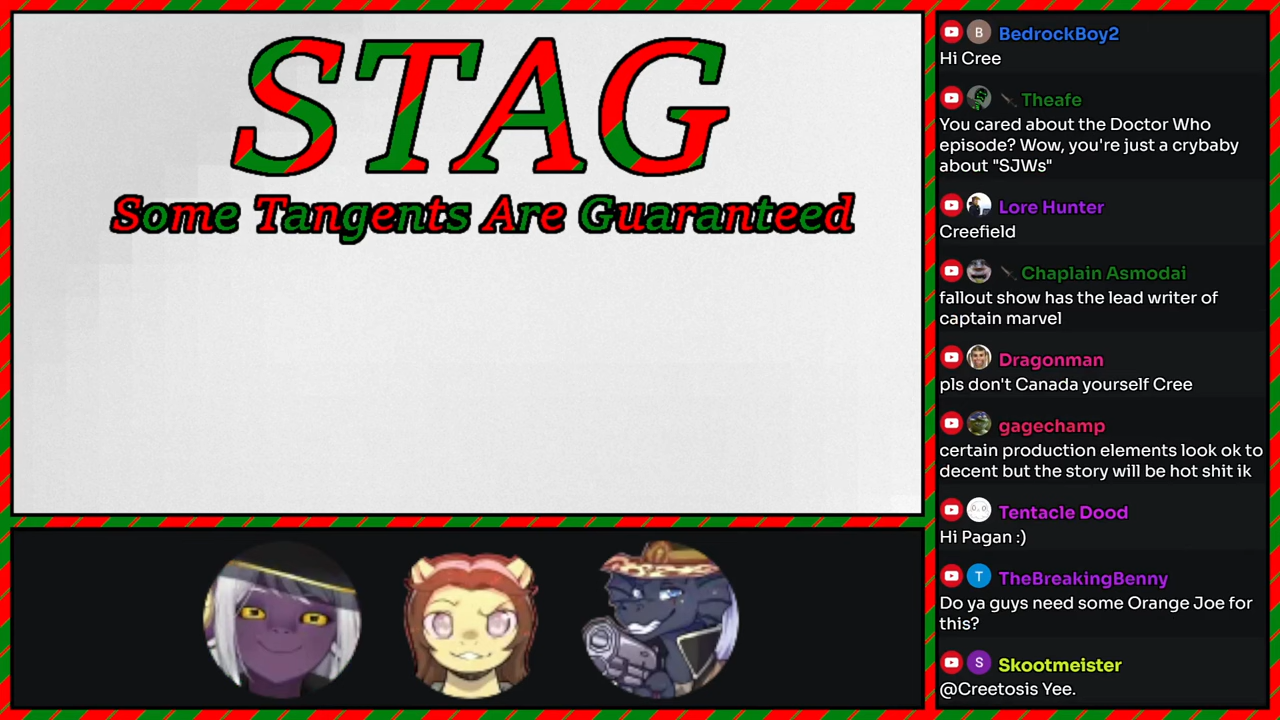 STAG
Some Tangents Are Guaranteed
B BedrockBoy2
Hi Cree
Theafe
You cared about the Doctor Who
episode? Wow, you're just a crybaby
about "SJWs"
Lore Hunter
Creefield
Chaplain Asmodai
fallout show has the lead writer of
captain marvel
Dragonman
pls don't Canada yourself Cree
gagechamp
certain production elements look ok to
decent but the story will be hot shit ik
Tentacle Dood
Hi Pagan :)
T TheBreakingBenny
Do ya guys need some Orange Joe for
this?
S Skootmeister
@Creetosis Yee.